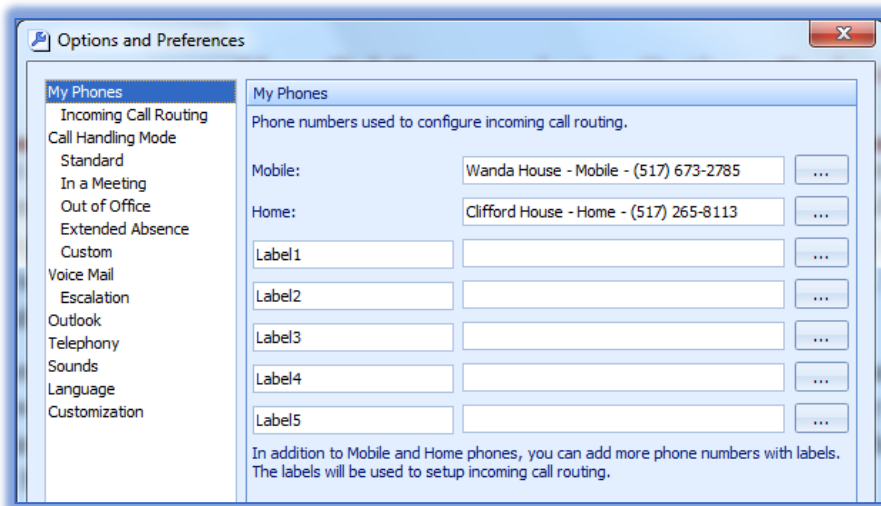 Options and Preferences
My Phones
Incoming Call Routing
Call Handling Mode
Standard
In a Meeting
Out of Office
Extended Absence
Custom
Voice Mail
Escalation
Outlook
Telephony
Sounds
Language
Customization
My Phones
Phone numbers used to configure incoming call routing.
Mobile: Wanda House - Mobile - (517) 673-2785 ...
Home: Clifford House - Home - (517) 265-8113 ...
Label1 ...
Label2 ...
Label3 ...
Label4 ...
Label5 ...
In addition to Mobile and Home phones, you can add more phone numbers with labels.
The labels will be used to setup incoming call routing.